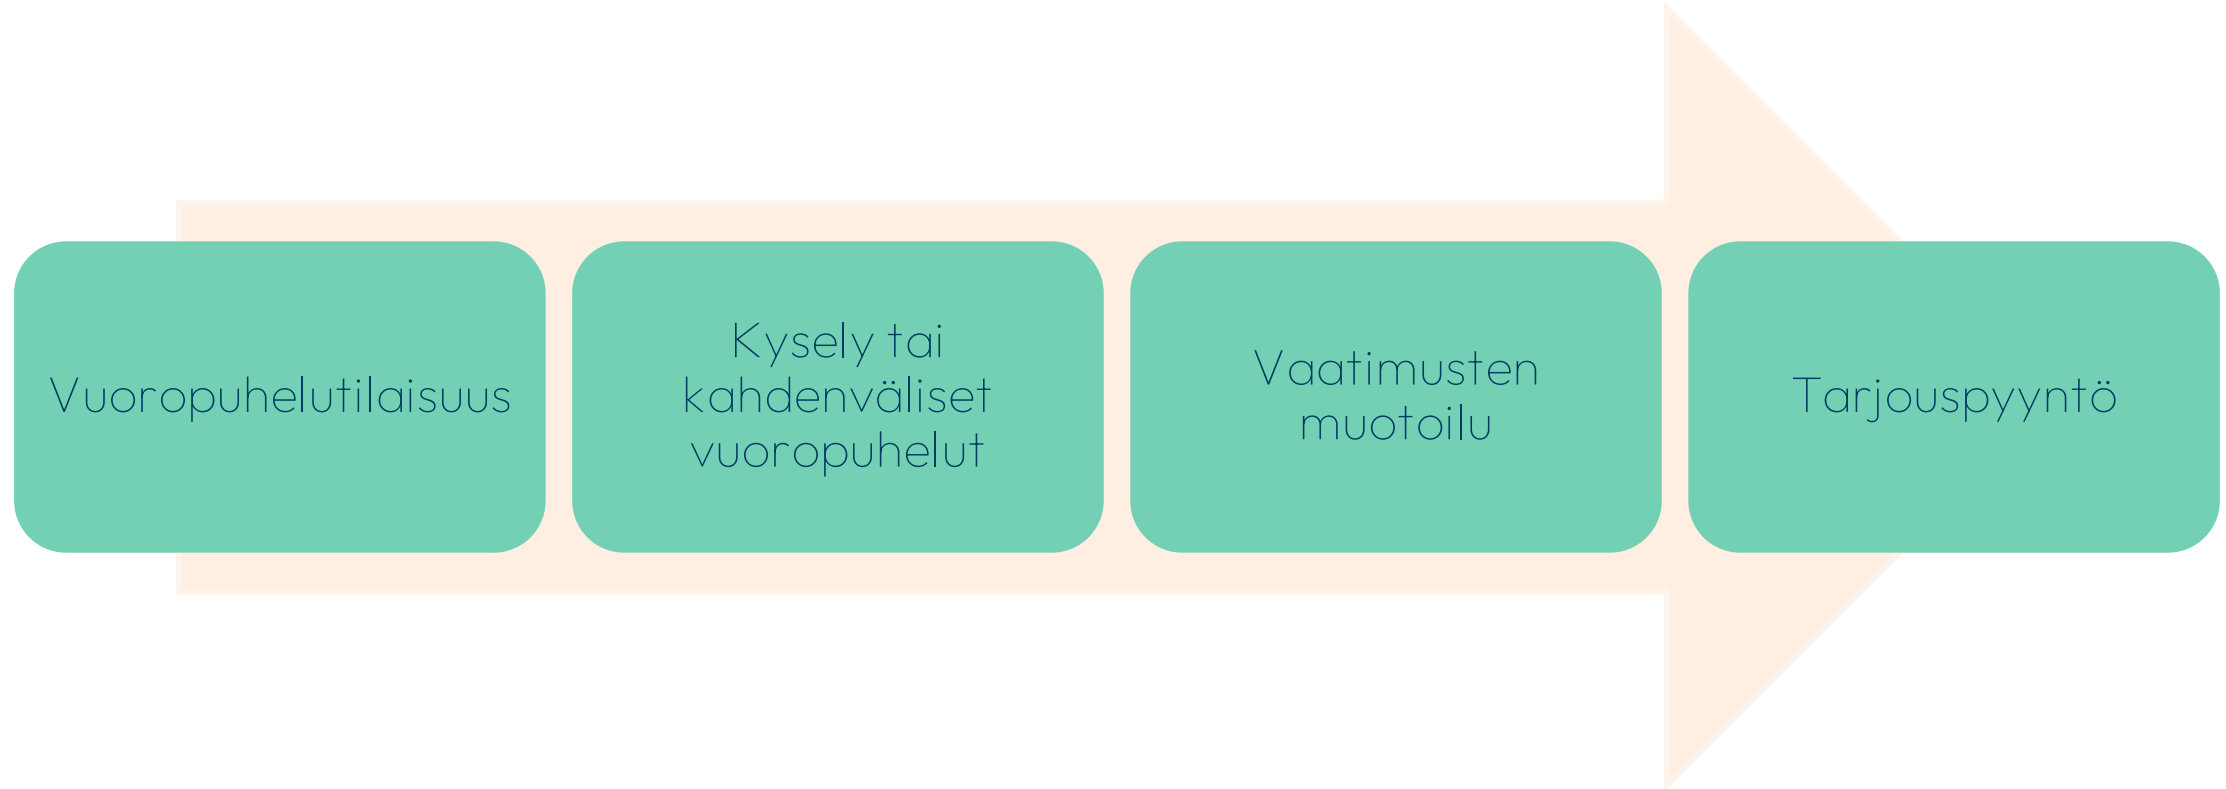 Vuoropuhelutilaisuus
Kysely tai
kahdenväliset
vuoropuhelut
Vaatimusten
muotoilu
Tarjouspyyntö